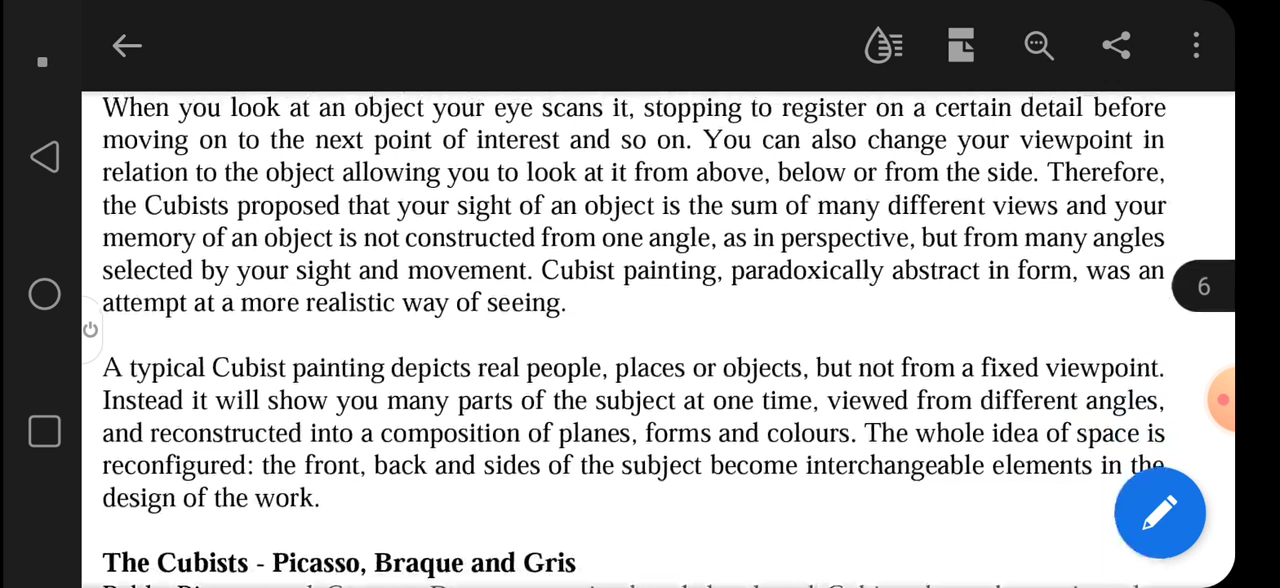 When you look at an object your eye scans it, stopping to register on a certain detail before
moving on to the next point of interest and so on. You can also change your viewpoint in
relation to the object allowing you to look at it from above, below or from the side. Therefore,
the Cubists proposed that your sight of an object is the sum of many different views and your
memory of an object is not constructed from one angle, as in perspective, but from many angles
selected by your sight and movement. Cubist painting, paradoxically abstract in form, was an
attempt at a more realistic way of seeing.
6
A typical Cubist painting depicts real people, places or objects, but not from a fixed viewpoint.
Instead it will show you many parts of the subject at one time, viewed from different angles,
and reconstructed into a composition of planes, forms and colours. The whole idea of space is
reconfigured: the front, back and sides of the subject become interchangeable elements in the
design of the work.
The Cubists - Picasso, Braque and Gris